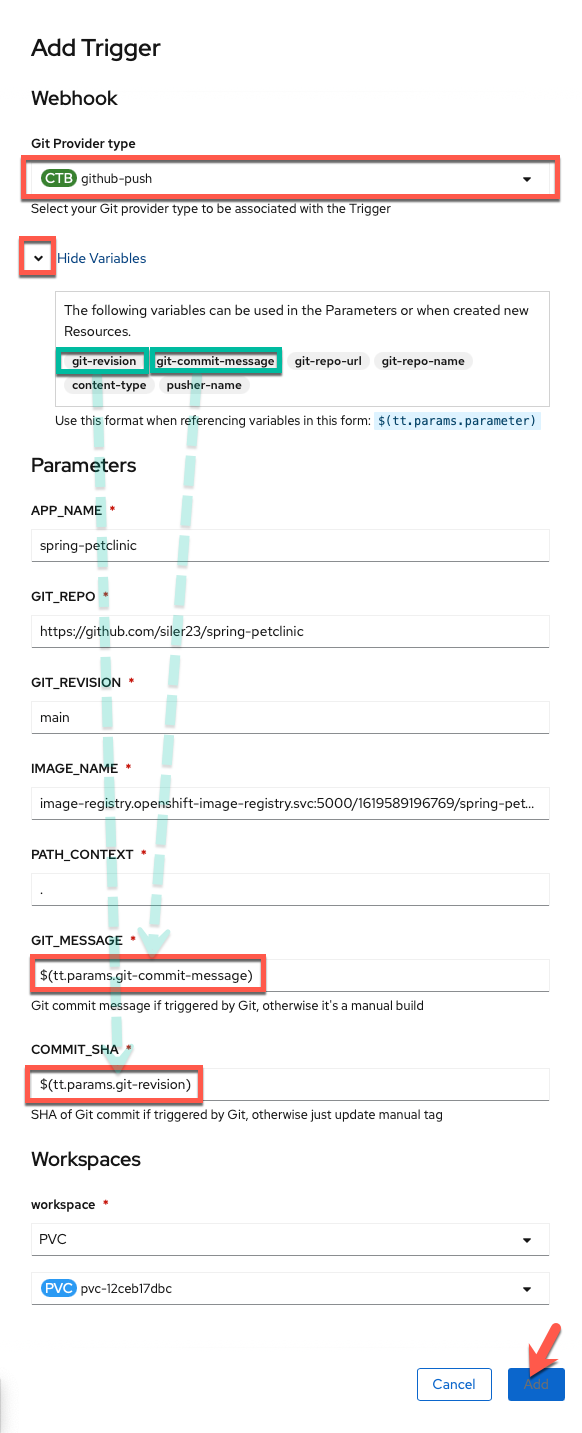 Add Trigger
Webhook
Git Provider type
CTB github-push
Select your Git provider type to be associated with the Trigger
Hide Variables
The following variables can be used in the Parameters or when created new
Resources.
git-revision git-commit-message git-repo-url git-repo-name
content-type pusher-name
Use this format when referencing variables in this form: $(tt.params.parameter)
Parameters
APP_NAME *
spring-petclinic
GIT_REPO *
https://github.com/siler23/spring-petclinic
GIT_REVISION *
main
IMAGE_NAME *
image-registry.openshift-image-registry.svc:5000/1619589196769/spring-pet...
PATH_CONTEXT *
.
GIT_MESSAGE *
$(tt.params.git-commit-message)
Git commit message if triggered by Git, otherwise it's a manual build
COMMIT_SHA *
$(tt.params.git-revision)
SHA of Git commit if triggered by Git, otherwise just update manual tag
Workspaces
workspace *
PVC
PVC pvc-12ceb17dbc
Cancel Add